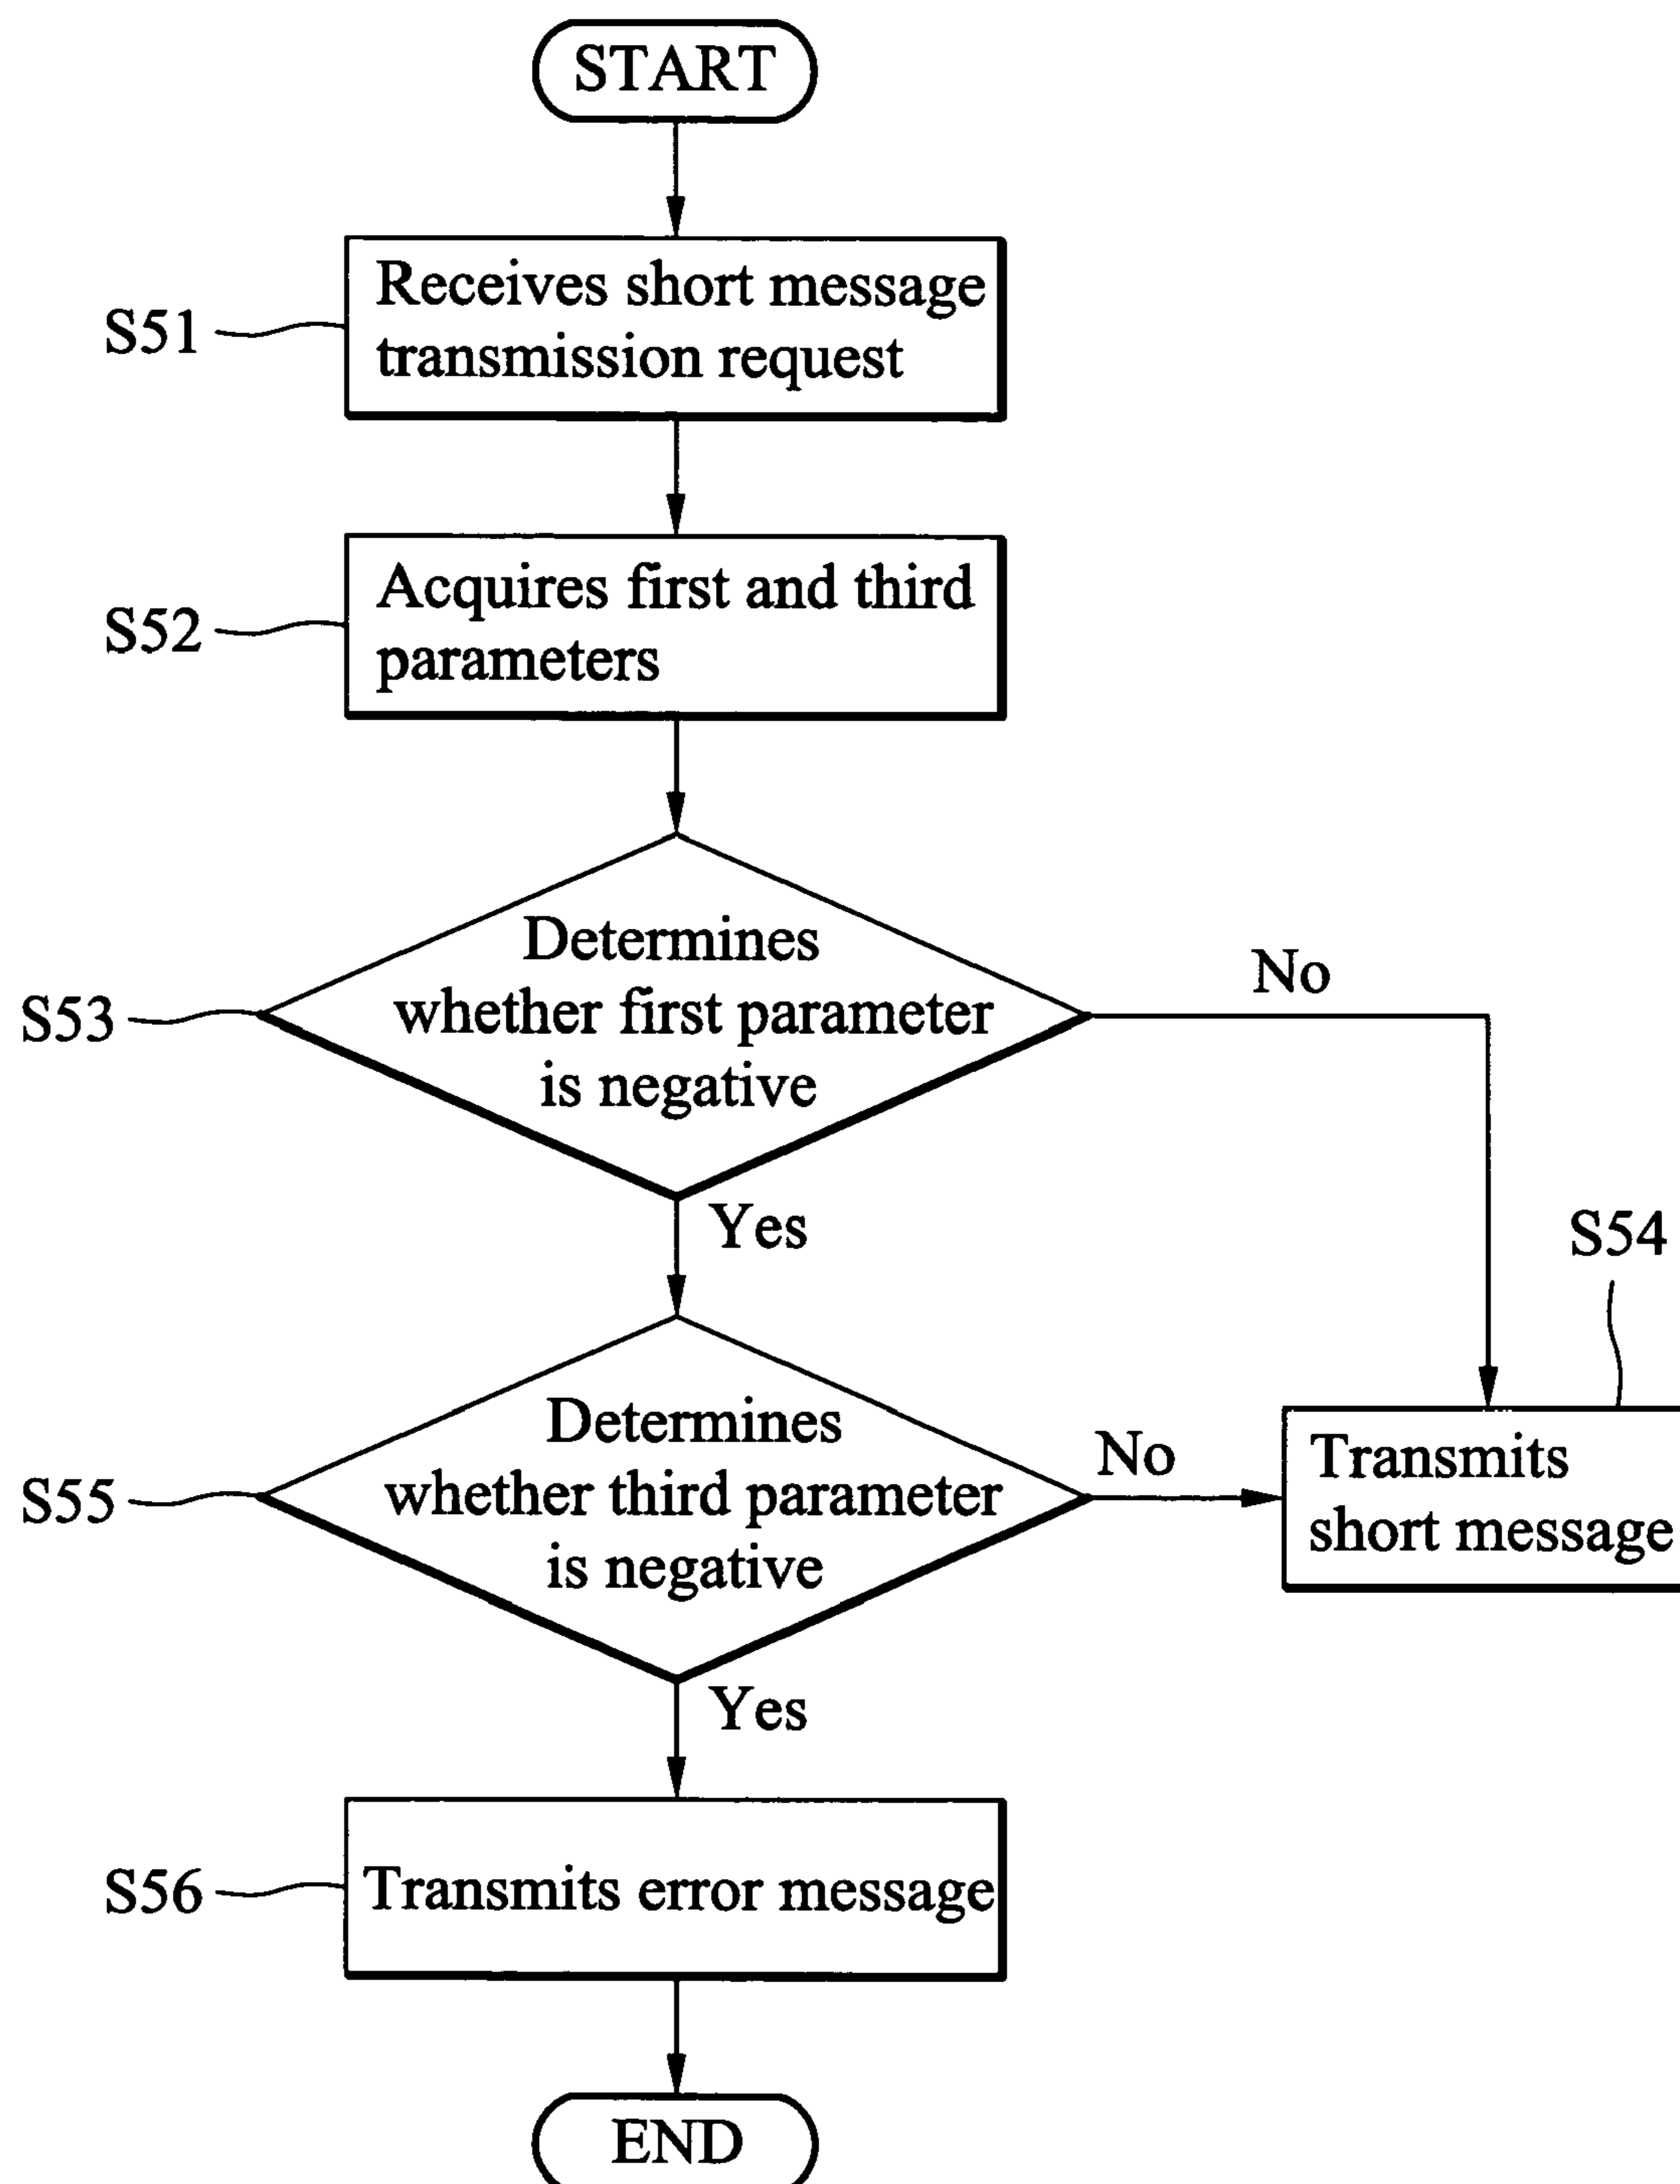 START
S51
Receives short message
transmission request
S52
Acquires first and third
parameters
S53
Determines
whether first parameter
is negative
No
Yes
S54
Transmits
short message
S55
Determines
whether third parameter
is negative
No
Yes
S56
Transmits error message
END